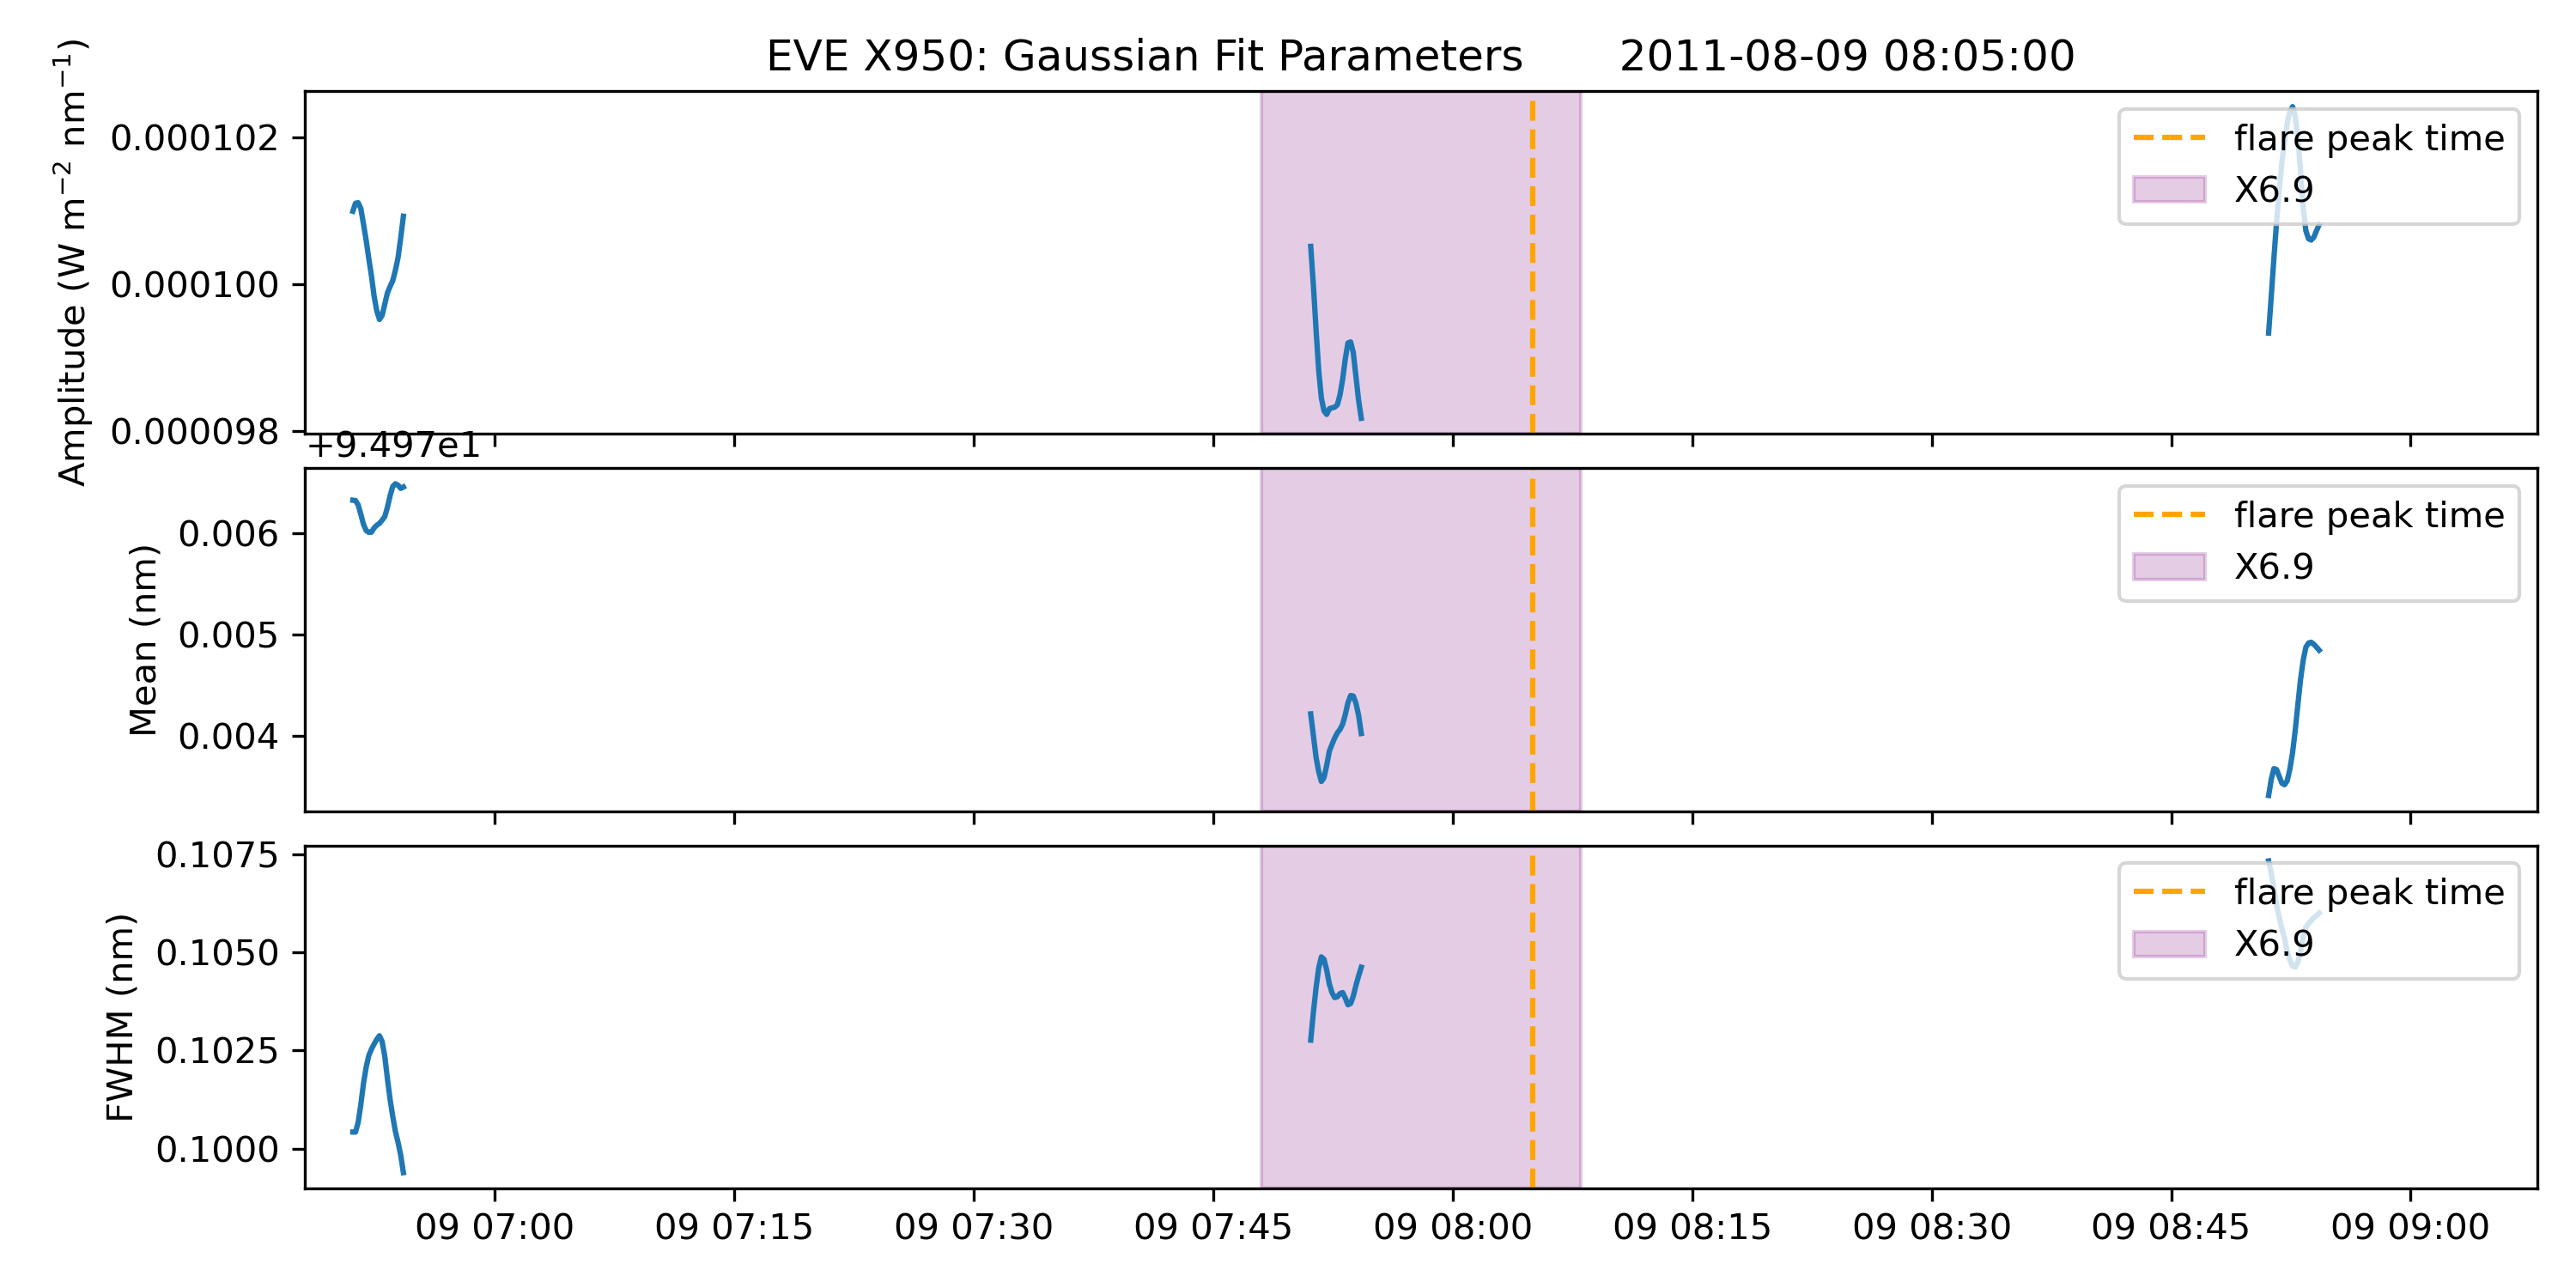 EVE X950: Gaussian Fit Parameters 2011-08-09 08:05:00
Amplitude (W m⁻² nm⁻¹)
0.000102
0.000100
0.000098
flare peak time
X6.9
+9.497e1
Mean (nm)
0.006
0.005
0.004
flare peak time
X6.9
FWHM (nm)
0.1075
0.1050
0.1025
0.1000
flare peak time
X6.9
09 07:00 09 07:15 09 07:30 09 07:45 09 08:00 09 08:15 09 08:30 09 08:45 09 09:00